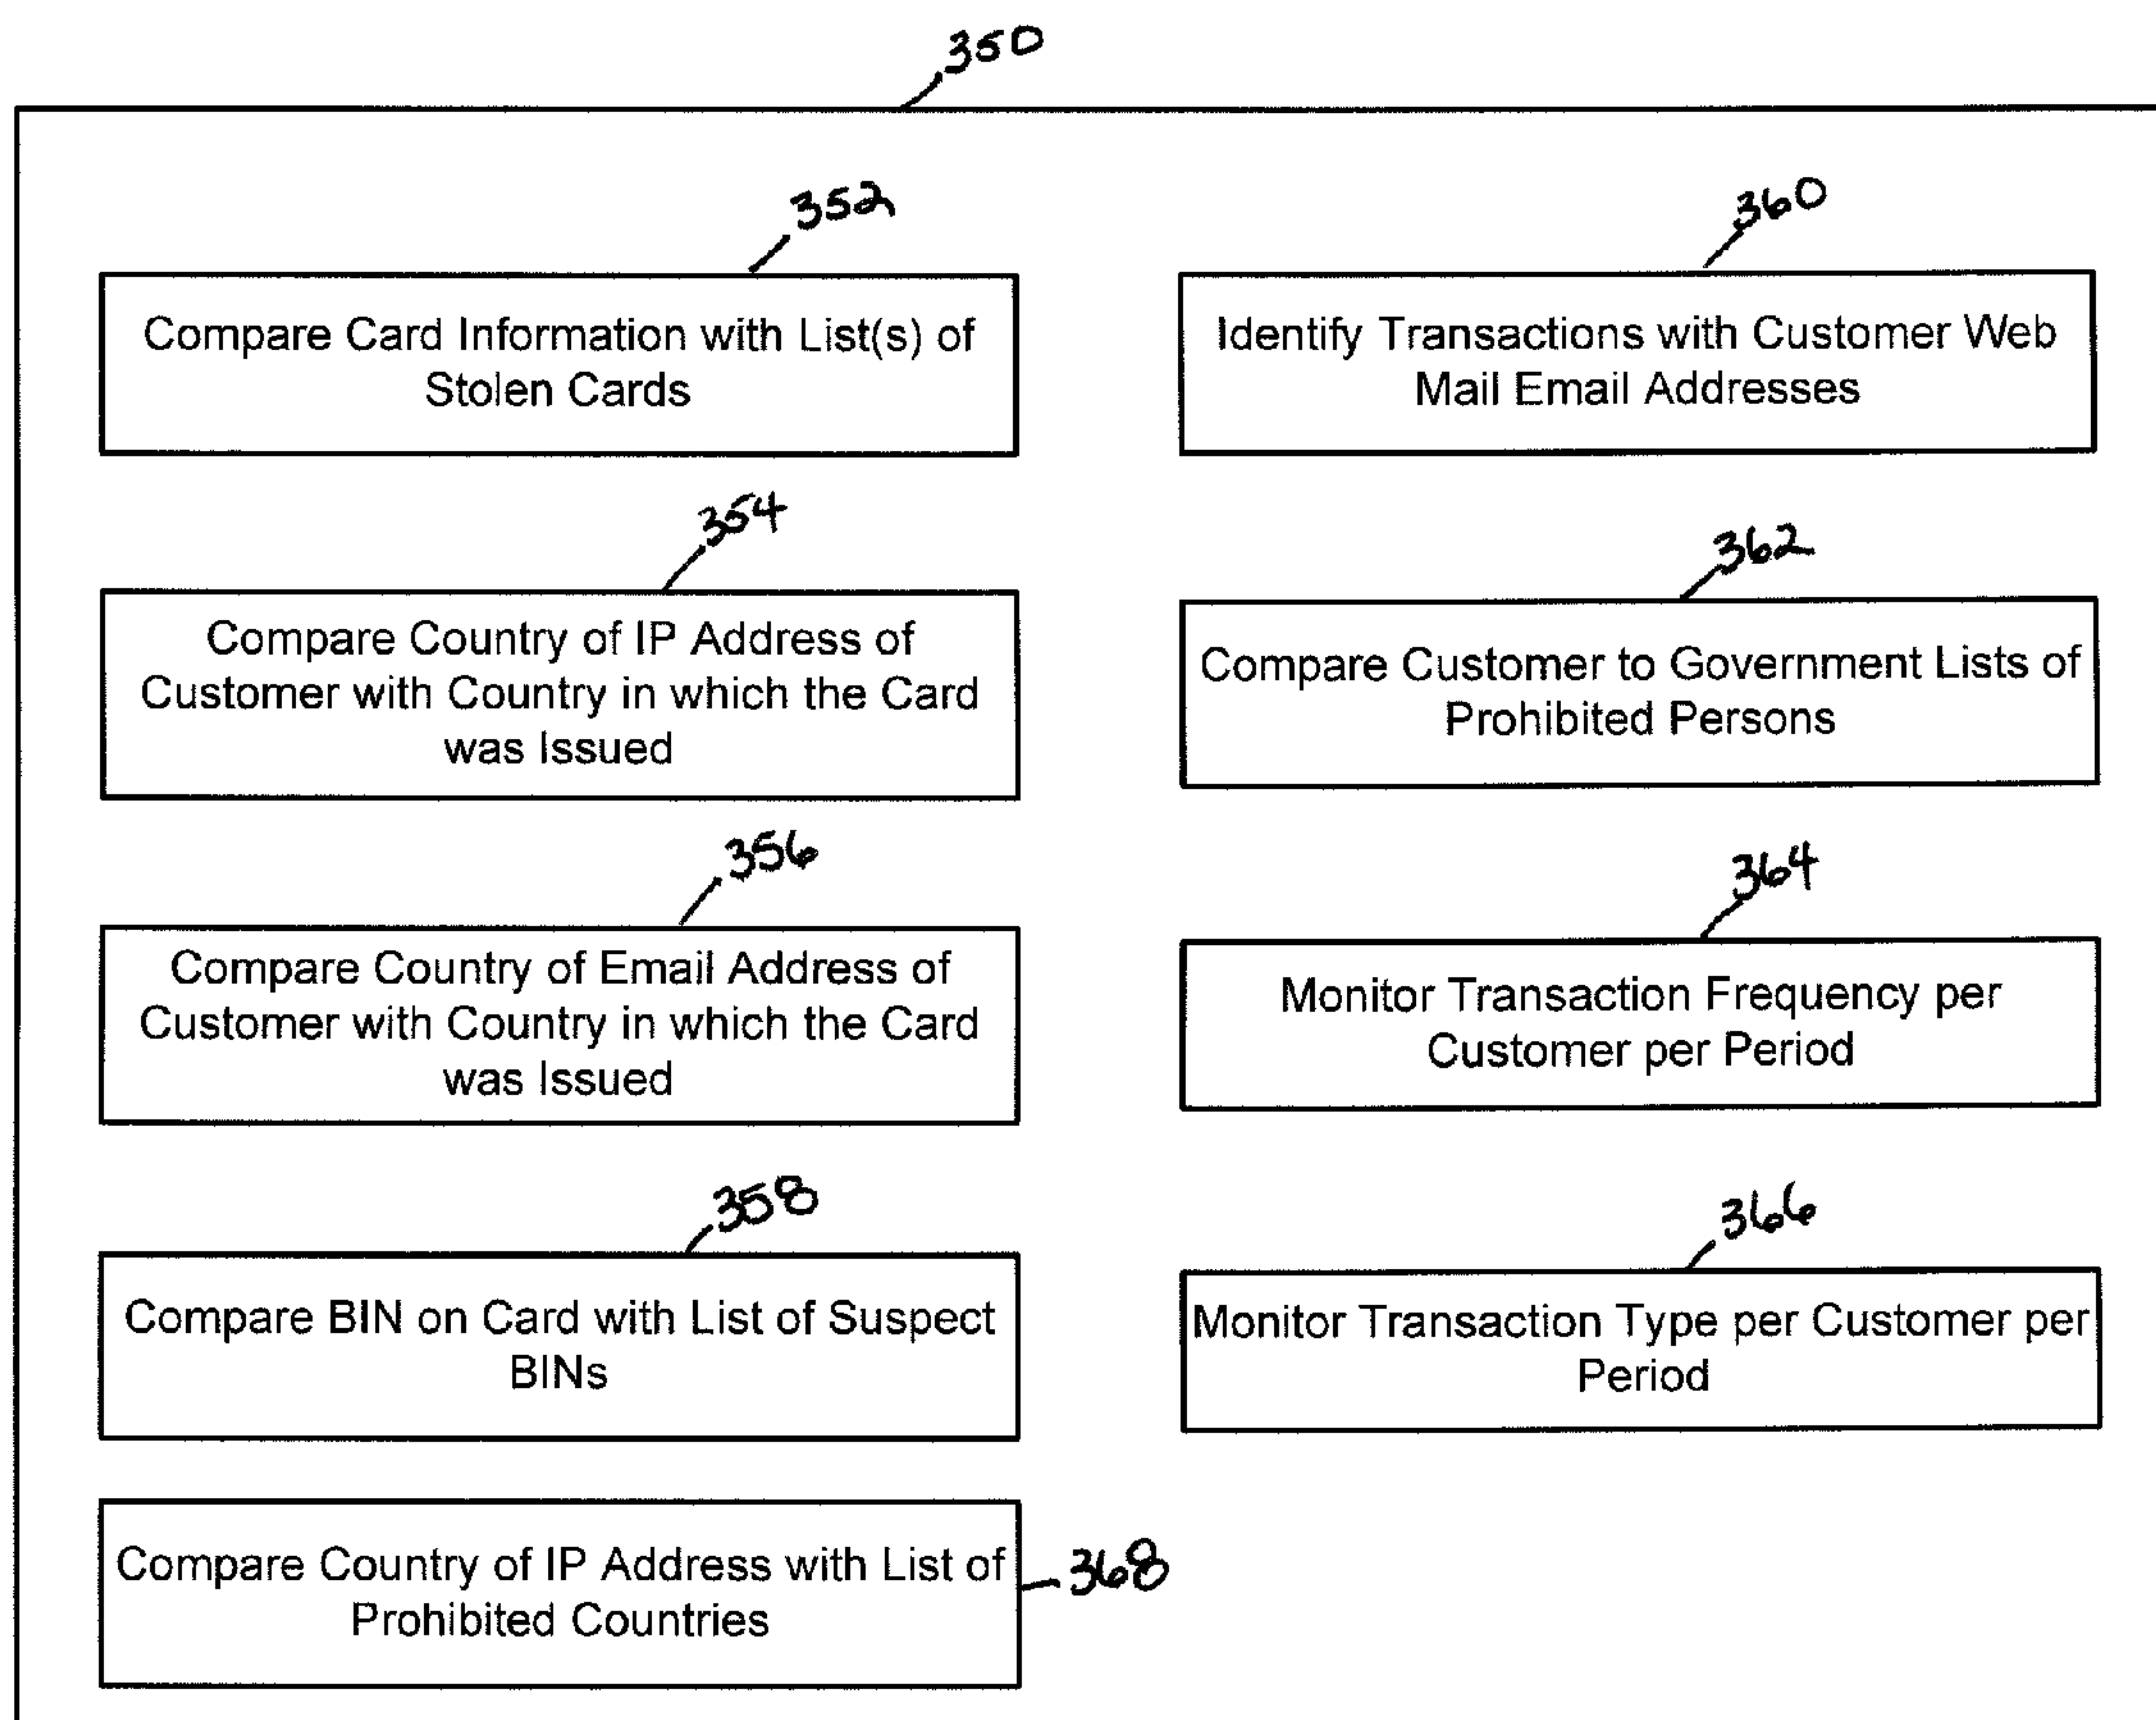 350
352
Compare Card Information with List(s) of
Stolen Cards
354
Compare Country of IP Address of
Customer with Country in which the Card
was Issued
356
Compare Country of Email Address of
Customer with Country in which the Card
was Issued
358
Compare BIN on Card with List of Suspect
BINs
Compare Country of IP Address with List of
Prohibited Countries
368
360
Identify Transactions with Customer Web
Mail Email Addresses
362
Compare Customer to Government Lists of
Prohibited Persons
364
Monitor Transaction Frequency per
Customer per Period
366
Monitor Transaction Type per Customer per
Period